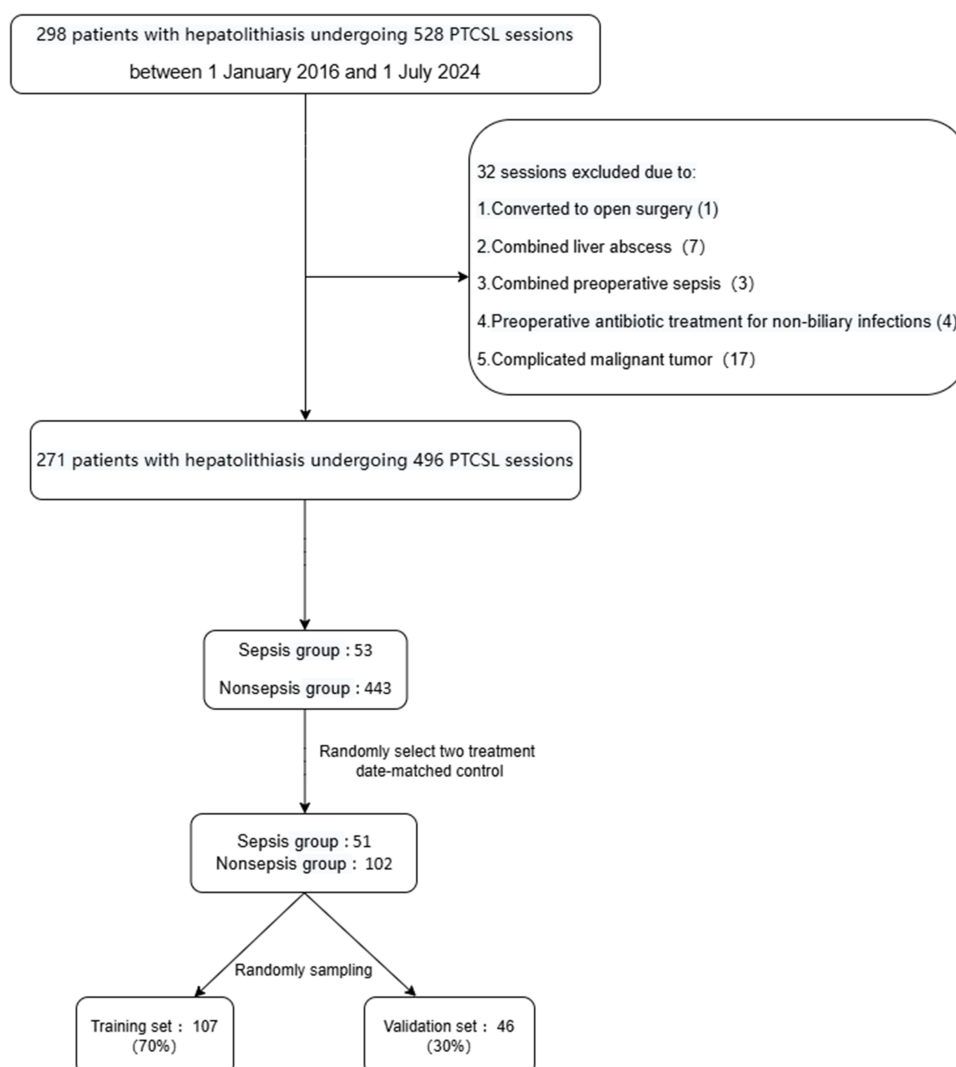 298 patients with hepatolithiasis undergoing 528 PTCSL sessions
between 1 January 2016 and 1 July 2024
32 sessions excluded due to:
1.Converted to open surgery (1)
2.Combined liver abscess (7)
3.Combined preoperative sepsis (3)
4.Preoperative antibiotic treatment for non-biliary infections (4)
5.Complicated malignant tumor (17)
271 patients with hepatolithiasis undergoing 496 PTCSL sessions
Sepsis group : 53
Nonsepsis group : 443
Randomly select two treatment
date-matched control
Sepsis group : 51
Nonsepsis group : 102
Randomly sampling
Training set : 107
(70%)
Validation set : 46
(30%)